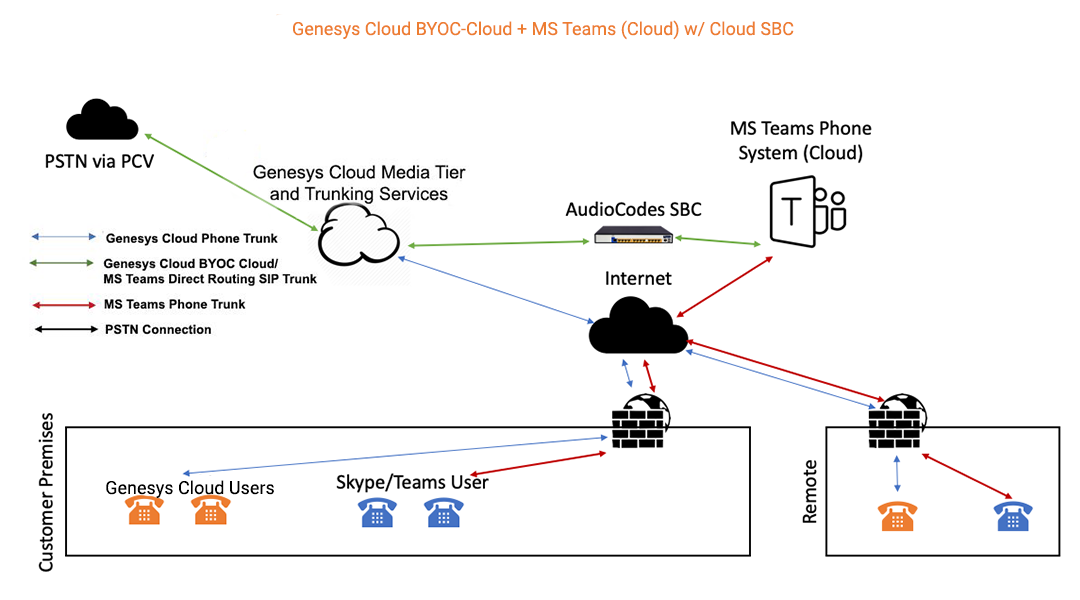 Genesys Cloud BYOC-Cloud + MS Teams (Cloud) w/ Cloud SBC
PSTN via PCV
Genesys Cloud Media Tier
and Trunking Services
MS Teams Phone
System (Cloud)
T
AudioCodes SBC
Internet
Genesys Cloud Phone Trunk
Genesys Cloud BYOC Cloud/
MS Teams Direct Routing SIP Trunk
MS Teams Phone Trunk
PSTN Connection
Customer Premises
Genesys Cloud Users
Skype/Teams User
Remote